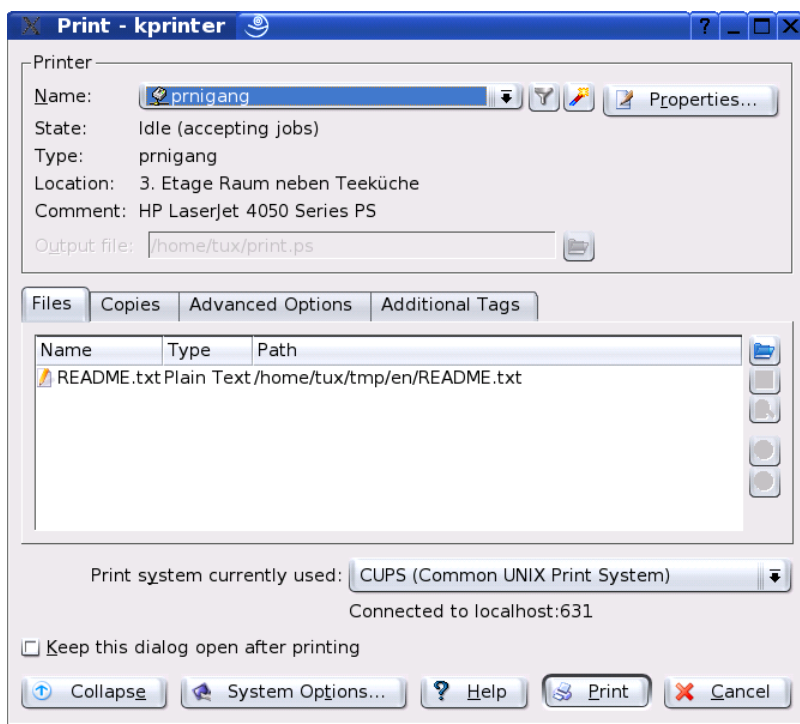 Print - kprinter
Printer
Name: prnigang Properties...
State: Idle (accepting jobs)
Type: prnigang
Location: 3. Etage Raum neben Teeküche
Comment: HP LaserJet 4050 Series PS
Output file: /home/tux/print.ps
Files Copies Advanced Options Additional Tags
Name Type Path
README.txt Plain Text /home/tux/tmp/en/README.txt
Print system currently used: CUPS (Common UNIX Print System)
Connected to localhost:631
Keep this dialog open after printing
Collapse System Options... Help Print Cancel